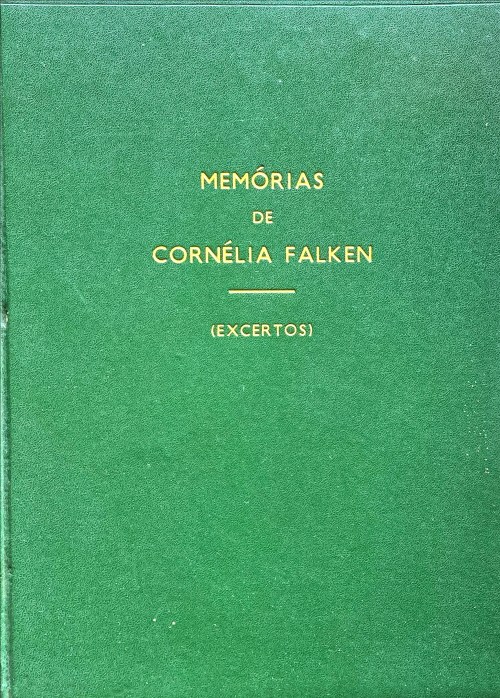 MEMÓRIAS
DE
CORNÉLIA FALKEN
(EXCERTOS)